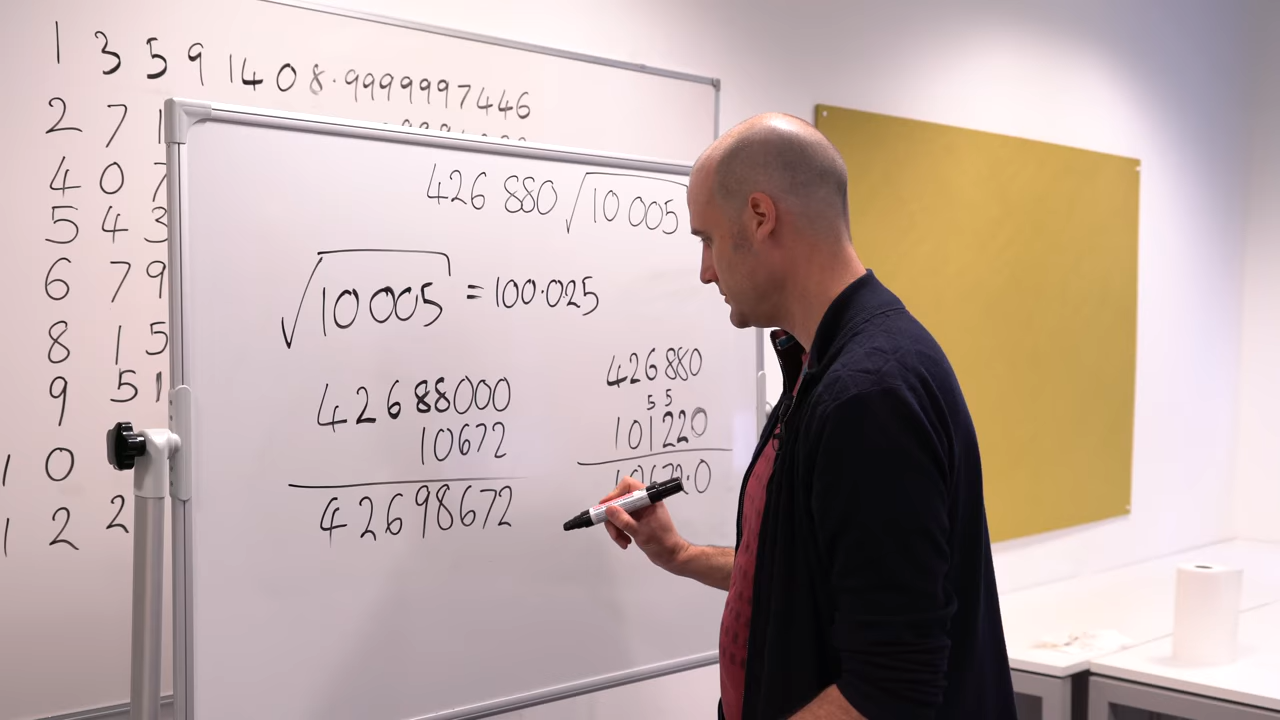 1 3 5 9 14 0 8.9999997446
2 7 1
4 0 7
5 4 3
6 7 9
8 1 5
9 5 1
1 0
1 2 2
426 880 √10 005
√10 005 = 100.025
42688000
10672
42698672
426880
5 5
101220
10672.0